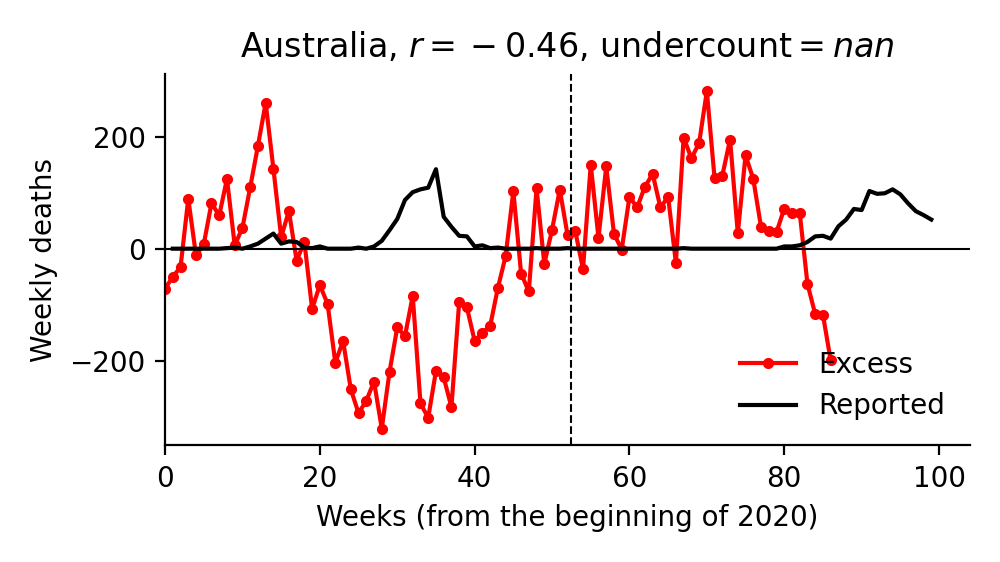 Australia, r = −0.46, undercount = nan
Weekly deaths
200
0
−200
Excess
Reported
0 20 40 60 80 100
Weeks (from the beginning of 2020)